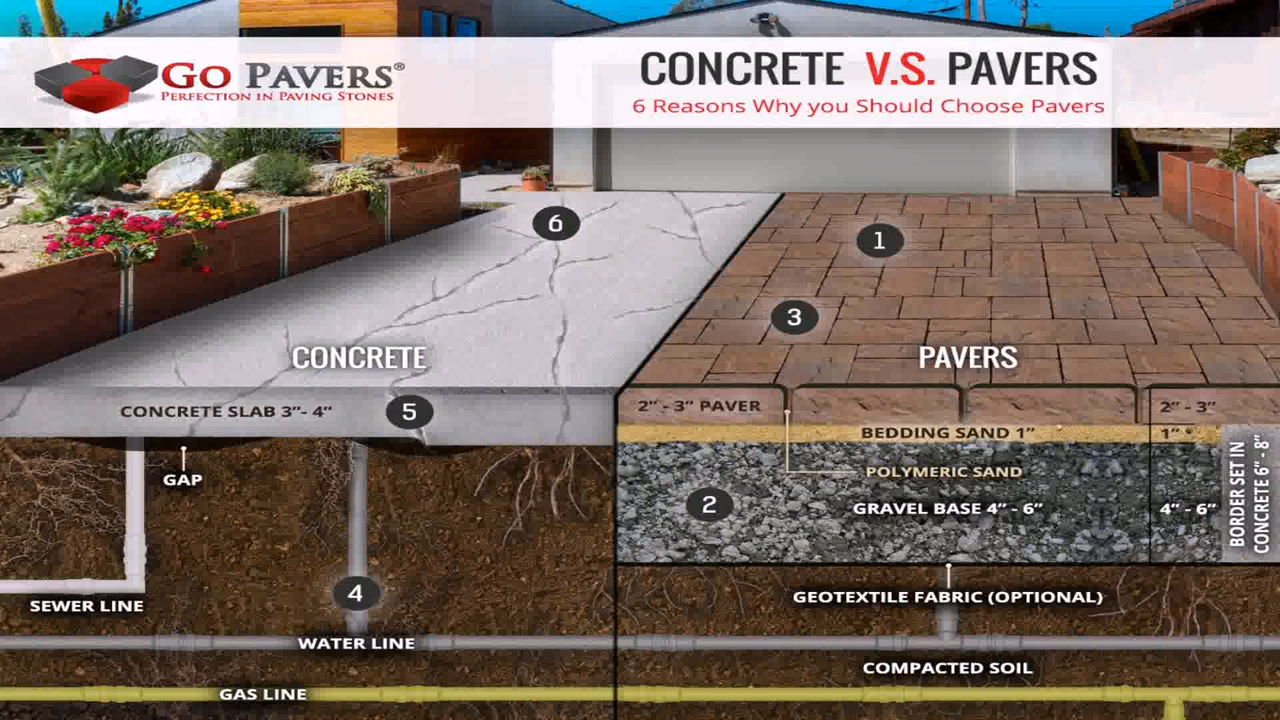 GO PAVERS®
PERFECTION IN PAVING STONES
CONCRETE V.S. PAVERS
6 Reasons Why you Should Choose Pavers
6
1
3
CONCRETE
PAVERS
CONCRETE SLAB 3”- 4”
5
2” - 3” PAVER
2” - 3”
BEDDING SAND 1”
1”
GAP
POLYMERIC SAND
2
GRAVEL BASE 4” - 6”
4” - 6”
BORDER SET IN
CONCRETE 6” - 8”
4
SEWER LINE
GEOTEXTILE FABRIC (OPTIONAL)
WATER LINE
COMPACTED SOIL
GAS LINE